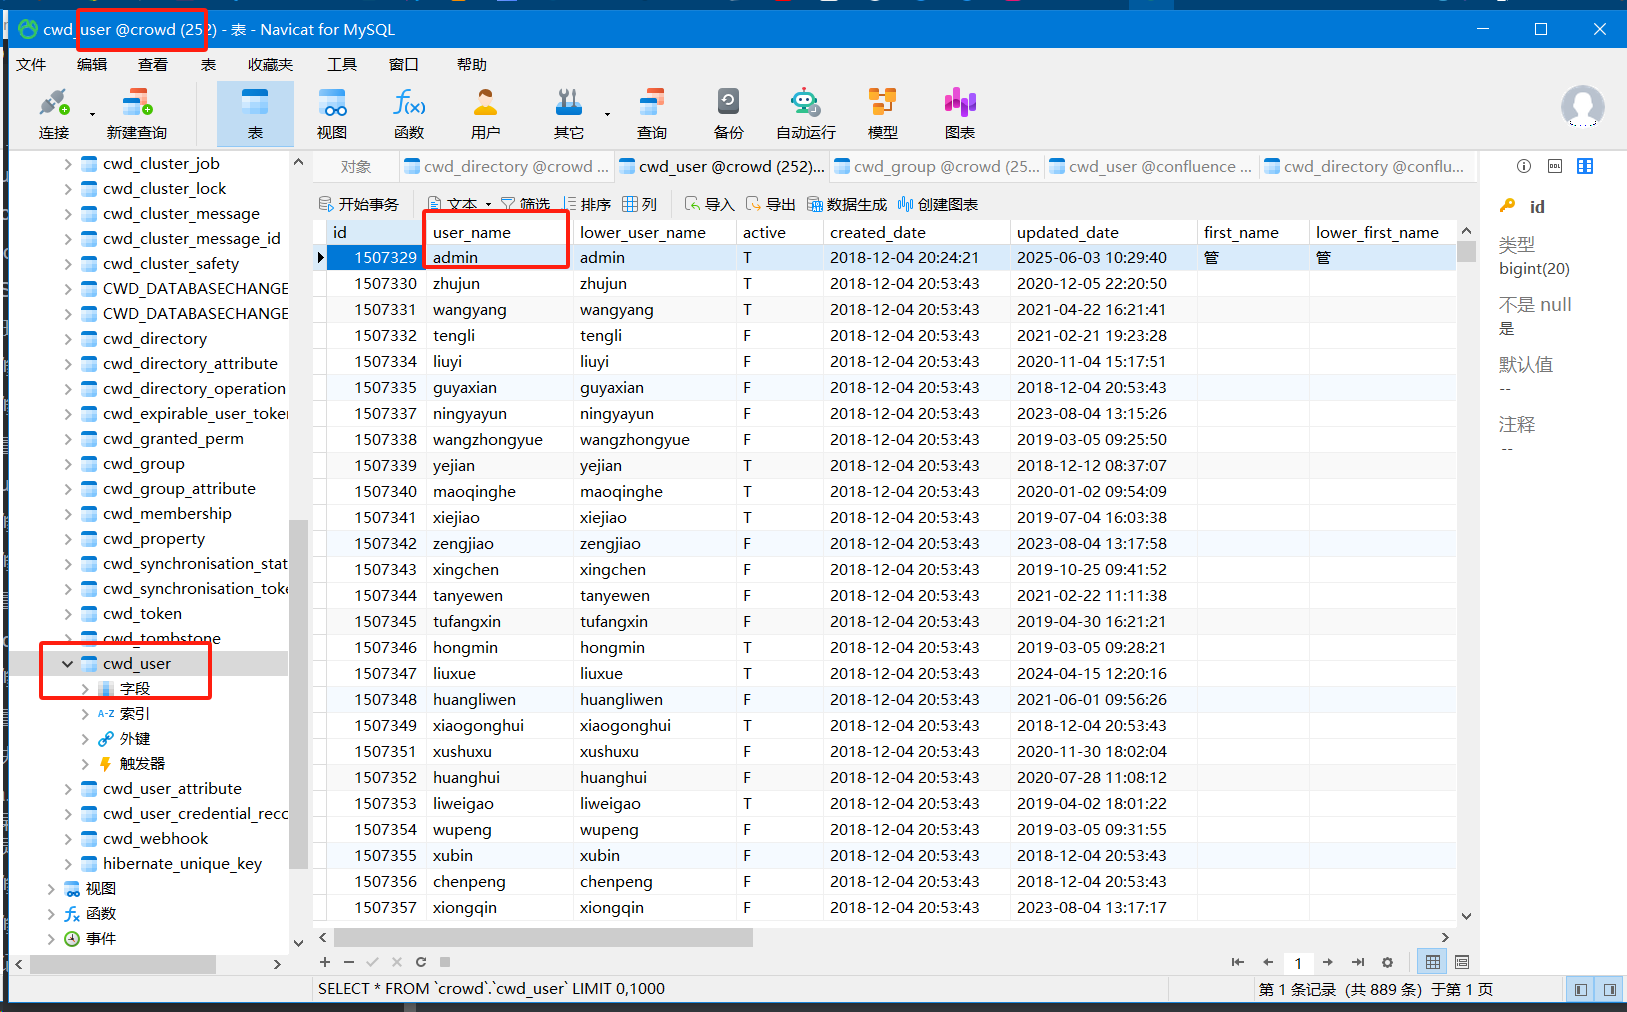 cwd_user @crowd (252) - 表 - Navicat for MySQL
文件 编辑 查看 表 收藏夹 工具 窗口 帮助
连接 新建查询 表 视图 函数 用户 其它 查询 备份 自动运行 模型 图表
对象 cwd_directory @crowd ... cwd_user @crowd (252)... cwd_group @crowd (25... cwd_user @confluence ... cwd_directory @conflu...
开始事务 文本 筛选 排序 列 导入 导出 数据生成 创建图表
cwd_cluster_job
cwd_cluster_lock
cwd_cluster_message
cwd_cluster_message_id
cwd_cluster_safety
CWD_DATABASECHANGE
CWD_DATABASECHANGE
cwd_directory
cwd_directory_attribute
cwd_directory_operation
cwd_expirable_user_token
cwd_granted_perm
cwd_group
cwd_group_attribute
cwd_membership
cwd_property
cwd_synchronisation_stat
cwd_synchronisation_toke
cwd_token
cwd_tombstone
cwd_user
字段
A-Z 索引
外键
触发器
cwd_user_attribute
cwd_user_credential_reco
cwd_webhook
hibernate_unique_key
视图
函数
事件
id user_name lower_user_name active created_date updated_date first_name lower_first_name
1507329 admin admin T 2018-12-04 20:24:21 2025-06-03 10:29:40 管 管
1507330 zhujun zhujun T 2018-12-04 20:53:43 2020-12-05 22:20:50
1507331 wangyang wangyang T 2018-12-04 20:53:43 2021-04-22 16:21:41
1507332 tengli tengli F 2018-12-04 20:53:43 2021-02-21 19:23:28
1507334 liuyi liuyi F 2018-12-04 20:53:43 2020-11-04 15:17:51
1507335 guyaxian guyaxian F 2018-12-04 20:53:43 2018-12-04 20:53:43
1507337 ningyayun ningyayun F 2018-12-04 20:53:43 2023-08-04 13:15:26
1507338 wangzhongyue wangzhongyue F 2018-12-04 20:53:43 2019-03-05 09:25:50
1507339 yejian yejian T 2018-12-04 20:53:43 2018-12-12 08:37:07
1507340 maoqinghe maoqinghe T 2018-12-04 20:53:43 2020-01-02 09:54:09
1507341 xiejiao xiejiao T 2018-12-04 20:53:43 2019-07-04 16:03:38
1507342 zengjiao zengjiao F 2018-12-04 20:53:43 2023-08-04 13:17:58
1507343 xingchen xingchen F 2018-12-04 20:53:43 2019-10-25 09:41:52
1507344 tanyewen tanyewen F 2018-12-04 20:53:43 2021-02-22 11:11:38
1507345 tufangxin tufangxin F 2018-12-04 20:53:43 2019-04-30 16:21:21
1507346 hongmin hongmin T 2018-12-04 20:53:43 2019-03-05 09:28:21
1507347 liuxue liuxue T 2018-12-04 20:53:43 2024-04-15 12:20:16
1507348 huangliwen huangliwen F 2018-12-04 20:53:43 2021-06-01 09:56:26
1507349 xiaogonghui xiaogonghui T 2018-12-04 20:53:43 2018-12-04 20:53:43
1507351 xushuxu xushuxu F 2018-12-04 20:53:43 2020-11-30 18:02:04
1507352 huanghui huanghui F 2018-12-04 20:53:43 2020-07-28 11:08:12
1507353 liweigao liweigao T 2018-12-04 20:53:43 2019-04-02 18:01:22
1507354 wupeng wupeng F 2018-12-04 20:53:43 2019-03-05 09:31:55
1507355 xubin xubin F 2018-12-04 20:53:43 2018-12-04 20:53:43
1507356 chenpeng chenpeng F 2018-12-04 20:53:43 2018-12-04 20:53:43
1507357 xiongqin xiongqin F 2018-12-04 20:53:43 2023-08-04 13:17:17
id
类型
bigint(20)
不是 null
是
默认值
--
注释
--
1
SELECT * FROM `crowd`.`cwd_user` LIMIT 0,1000
第 1 条记录 (共 889 条) 于第 1 页